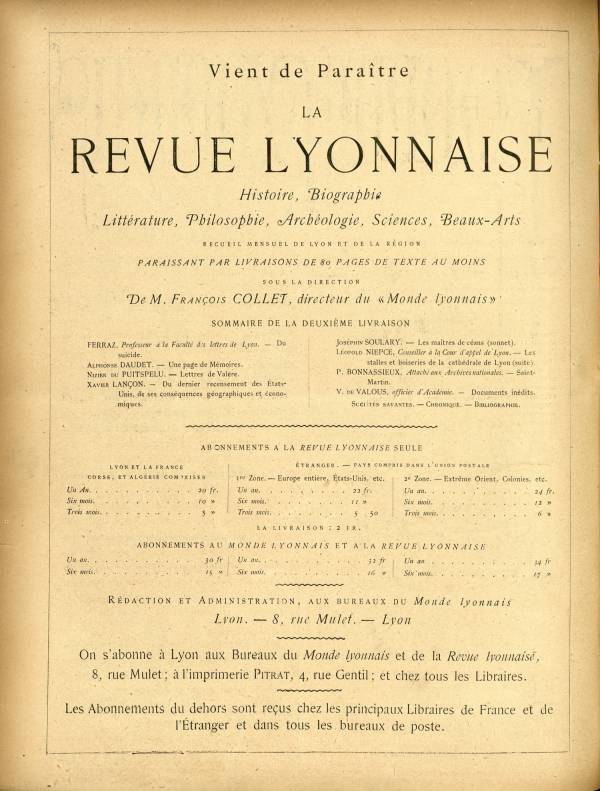 Vient de Paraître
LA
REVUE LYONNAISE
Histoire, Biographie
Littérature, Philosophie, Archéologie, Sciences, Beaux-Arts
RECUEIL MENSUEL DE LYON ET DE LA RÉGION
PARAISSANT PAR LIVRAISONS DE 80 PAGES DE TEXTE AU MOINS
SOUS LA DIRECTION
De M. FRANÇOIS COLLET, directeur du «Monde lyonnais»
SOMMAIRE DE LA DEUXIÈME LIVRAISON
FERRAZ. Professeur à la Faculté des lettres de Lyon. — Du
suicide.
ALPHONSE DAUDET. — Une page de Mémoires.
NIZIER DU PUITSPELU. — Lettres de Valère.
XAVIER LANÇON. — Du dernier recensement des Etats-
Unis, de ses conséquences géographiques et écono-
miques.
JOSÉPHIN SOULARY. — Les maîtres de céans (sonnet).
LÉOPOLD NIEPCE, Conseiller à la Cour d'appel de Lyon. — Les
stalles et boiseries de la cathédrale de Lyon (suite).
P. BONNASSIEUX, Attaché aux Archives nationales. — Saint-
Martin.
V. DE VALOUS, officier d'Académie. — Documents inédits.
SOCIÉTÉS SAVANTES. — CHRONIQUE. — BIBLIOGRAPHIE.
ABONNEMENTS A LA REVUE LYONNAISE SEULE
LYON ET LA FRANCE
CORSE, ET ALGÉRIE COMPRISES
Un An. . . . . . . . . . 20 fr.
Six mois. . . . . . . . . 10 »
Trois mois. . . . . . . . 5 »
ÉTRANGER. — PAYS COMPRIS DANS L'UNION POSTALE
1re Zone. — Europe entière, États-Unis, etc.
Un an. . . . . . . . . . 22 fr.
Six mois. . . . . . . . . 11 »
Trois mois. . . . . . . . 5 50
2e Zone. — Extrême Orient, Colonies, etc.
Un an. . . . . . . . . . 24 fr.
Six mois. . . . . . . . . 12 »
Trois mois. . . . . . . . 6 »
LA LIVRAISON : 2 FR.
ABONNEMENTS AU MONDE LYONNAIS ET A LA REVUE LYONNAISE
Un an. . . . . . . . . . 30 fr
Six mois. . . . . . . . . 15 »
Un an. . . . . . . . . . 32 fr
Six mois. . . . . . . . . 16 »
Un an . . . . . . . . . . 34 fr
Six mois. . . . . . . . . 17 »
RÉDACTION ET ADMINISTRATION, AUX BUREAUX DU Monde lyonnais
Lyon. — 8, rue Mulet. — Lyon
On s'abonne à Lyon aux Bureaux du Monde lyonnais et de la Revue lyonnaise,
8, rue Mulet ; à l'imprimerie PITRAT, 4, rue Gentil ; et chez tous les Libraires.
Les Abonnements du dehors sont reçus chez les principaux Libraires de France et de
l'Étranger et dans tous les bureaux de poste.